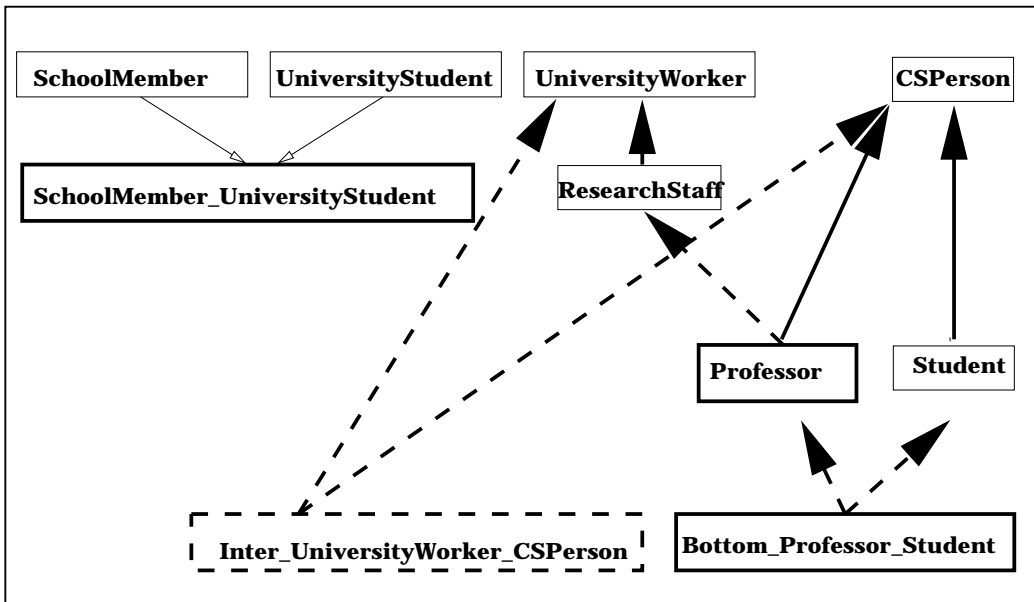 SchoolMember
UniversityStudent
UniversityWorker
CSPerson
SchoolMember_UniversityStudent
ResearchStaff
Professor
Student
Inter_UniversityWorker_CSPerson
Bottom_Professor_Student